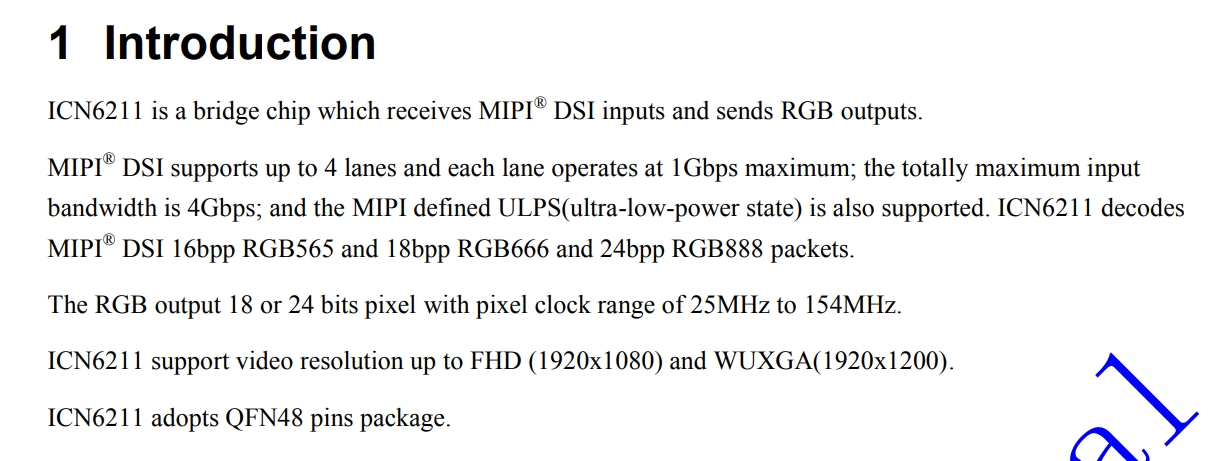 1 Introduction
ICN6211 is a bridge chip which receives MIPI® DSI inputs and sends RGB outputs.
MIPI® DSI supports up to 4 lanes and each lane operates at 1Gbps maximum; the totally maximum input
bandwidth is 4Gbps; and the MIPI defined ULPS(ultra-low-power state) is also supported. ICN6211 decodes
MIPI® DSI 16bpp RGB565 and 18bpp RGB666 and 24bpp RGB888 packets.
The RGB output 18 or 24 bits pixel with pixel clock range of 25MHz to 154MHz.
ICN6211 support video resolution up to FHD (1920x1080) and WUXGA(1920x1200).
ICN6211 adopts QFN48 pins package.
al